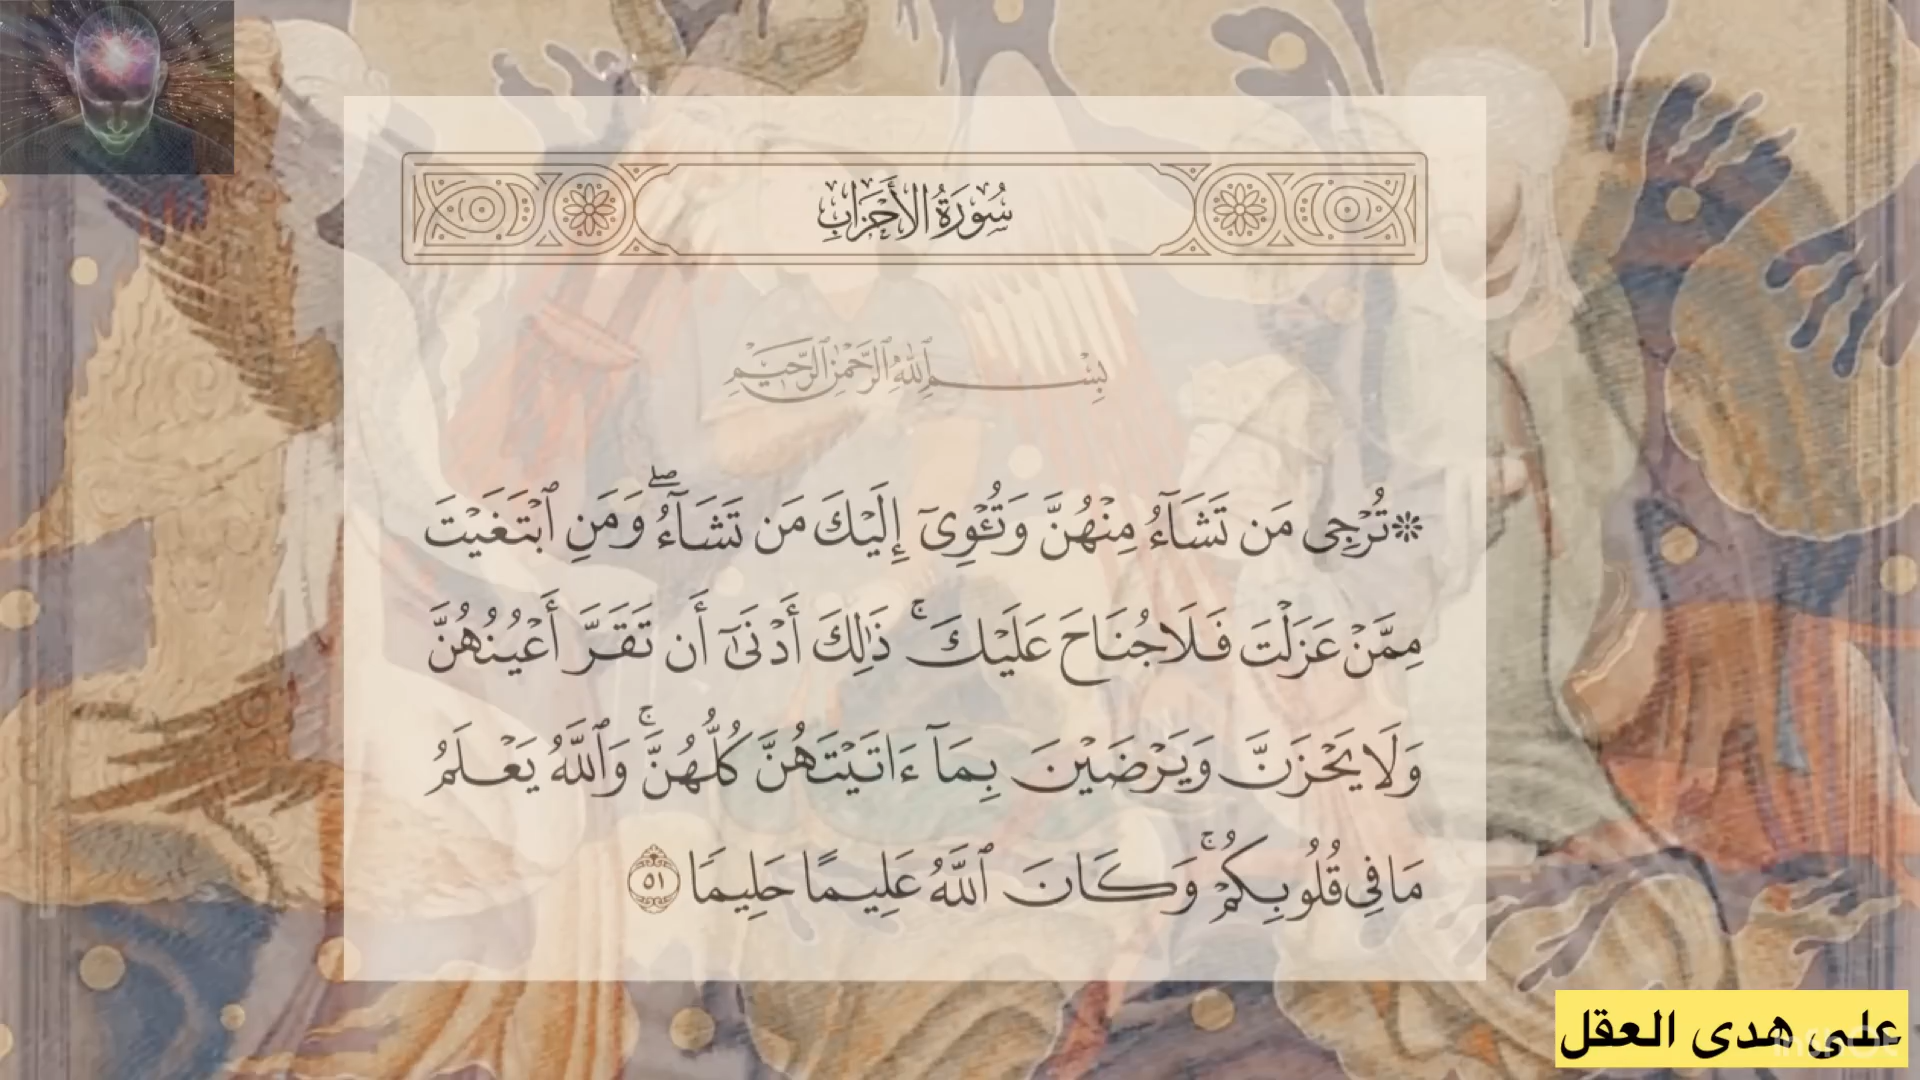 سُورَةُ الأَحۡزَابِ
بِسۡمِ ٱللَّهِ ٱلرَّحۡمَٰنِ ٱلرَّحِيمِ
۞ تُرۡجِي مَن تَشَآءُ مِنۡهُنَّ وَتُـٔۡوِيٓ إِلَيۡكَ مَن تَشَآءُۖ وَمَنِ ٱبۡتَغَيۡتَ
مِمَّنۡ عَزَلۡتَ فَلَا جُنَاحَ عَلَيۡكَۚ ذَٰلِكَ أَدۡنَىٰٓ أَن تَقَرَّ أَعۡيُنُهُنَّ
وَلَا يَحۡزَنَّ وَيَرۡضَيۡنَ بِمَآ ءَاتَيۡتَهُنَّ كُلُّهُنَّۚ وَٱللَّهُ يَعۡلَمُ
مَا فِي قُلُوبِكُمۡۚ وَكَانَ ٱللَّهُ عَلِيمًا حَلِيمٗا ٥١
على هدى العقل